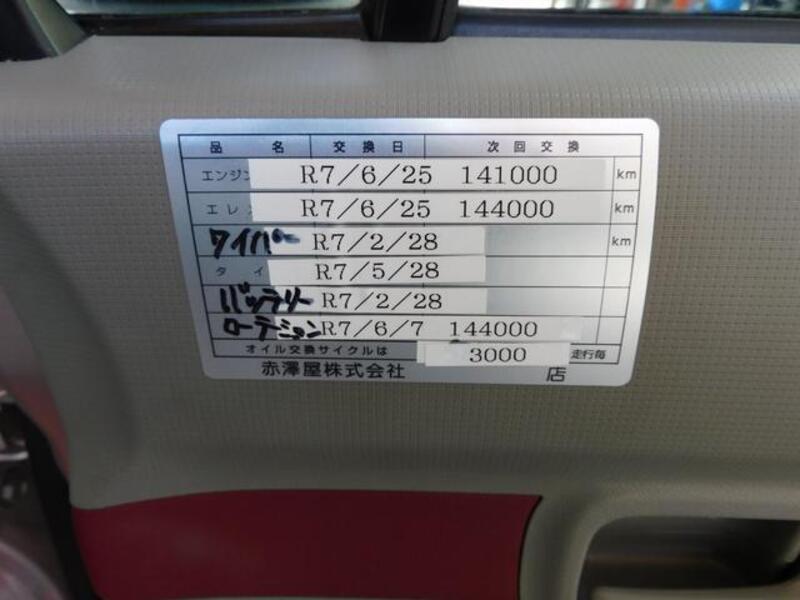 品 名 交換日 次回交換
エンジン R7/6/25 141000 km
エレ R7/6/25 144000 km
ワイパー R7/2/28 km
タイ R7/5/28
バッテリー R7/2/28
ローテーション R7/6/7 144000
オイル交換サイクルは 3000 走行毎
赤澤屋株式会社 店